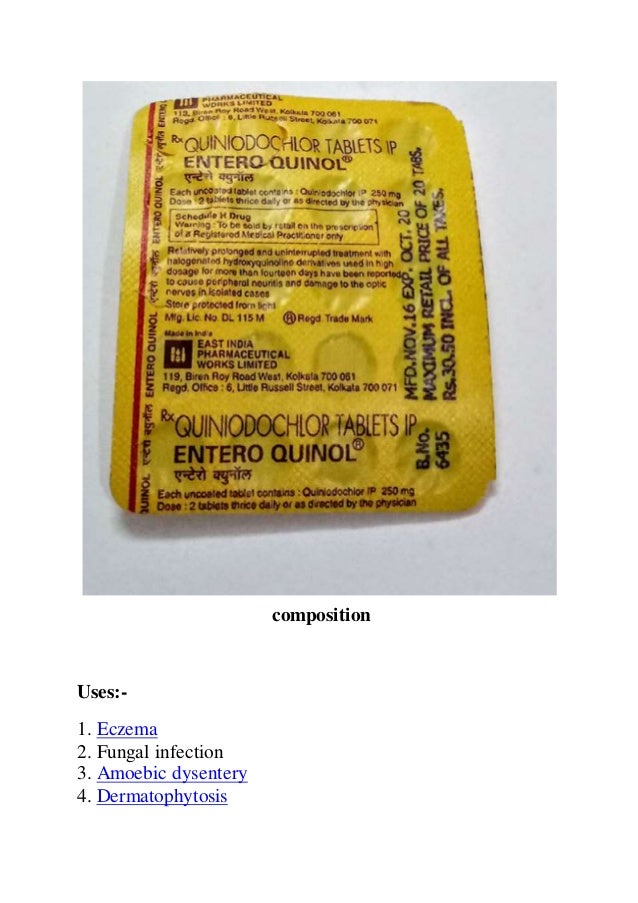 PHARMACEUTICAL
WORKS LIMITED
119, Biren Roy Road West, Kolkata 700 061
Regd. Office : 6, Little Russell Street, Kolkata 700 071
Rx QUINIODOCHLOR TABLETS IP
ENTERO QUINOL®
एन्टेरो क्युनॉल
Each uncoated tablet contains : Quiniodochlor IP 250 mg
Dose : 2 tablets thrice daily or as directed by the physician
Schedule H Drug
Warning : To be sold by retail on the prescription
of a Registered Medical Practitioner only
Relatively prolonged and uninterrupted treatment with
halogenated hydroxyquinoline derivatives used in high
dosage for more than fourteen days have been reported
to cause peripheral neuritis and damage to the optic
nerves in isolated cases
Store protected from light
Mfg. Lic. No. DL 115 M ® Regd. Trade Mark
Made in India
EAST INDIA
PHARMACEUTICAL
WORKS LIMITED
119, Biren Roy Road West, Kolkata 700 061
Regd. Office : 6, Little Russell Street, Kolkata 700 071
Rx QUINIODOCHLOR TABLETS IP
ENTERO QUINOL®
एन्टेरो क्युनॉल
Each uncoated tablet contains : Quiniodochlor IP 250 mg
Dose : 2 tablets thrice daily or as directed by the physician
QUINOL एन्टेरो क्युनॉल ENTERO QUINOL एन्टेरो क्युनॉल ENTERO QUINOL एन्टेरो क्युनॉल ENTERO
MFD.NOV.16 EXP. OCT. 20
MAXIMUM RETAIL PRICE OF 20 TABS.
Rs.30.50 INCL. OF ALL TAXES.
B.No.
6435
composition
Uses:-
1. Eczema
2. Fungal infection
3. Amoebic dysentery
4. Dermatophytosis